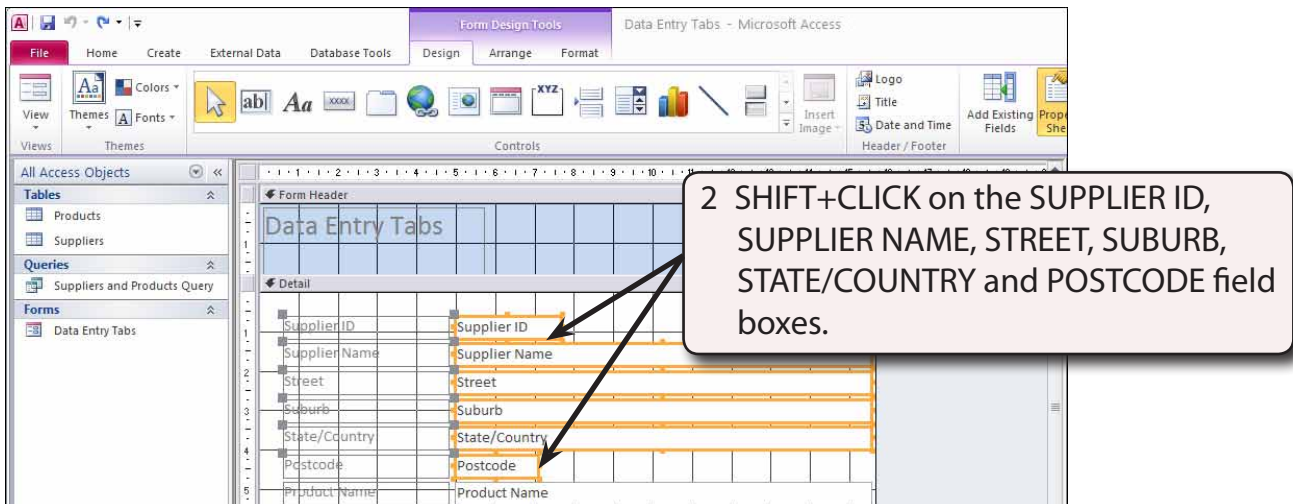 Form Design Tools
Data Entry Tabs - Microsoft Access
File Home Create External Data Database Tools Design Arrange Format
View
Themes
Colors
Fonts
Aa
A
ab
Aa
XXXX
XYZ
Insert
Image
Logo
Title
Date and Time
Add Existing
Fields
Views Themes Controls Header / Footer
All Access Objects
Tables
Products
Suppliers
Queries
Suppliers and Products Query
Forms
Data Entry Tabs
Form Header
Data Entry Tabs
Detail
Supplier ID Supplier ID
Supplier Name Supplier Name
Street Street
Suburb Suburb
State/Country State/Country
Postcode Postcode
Product Name Product Name
2 SHIFT+CLICK on the SUPPLIER ID,
SUPPLIER NAME, STREET, SUBURB,
STATE/COUNTRY and POSTCODE field
boxes.